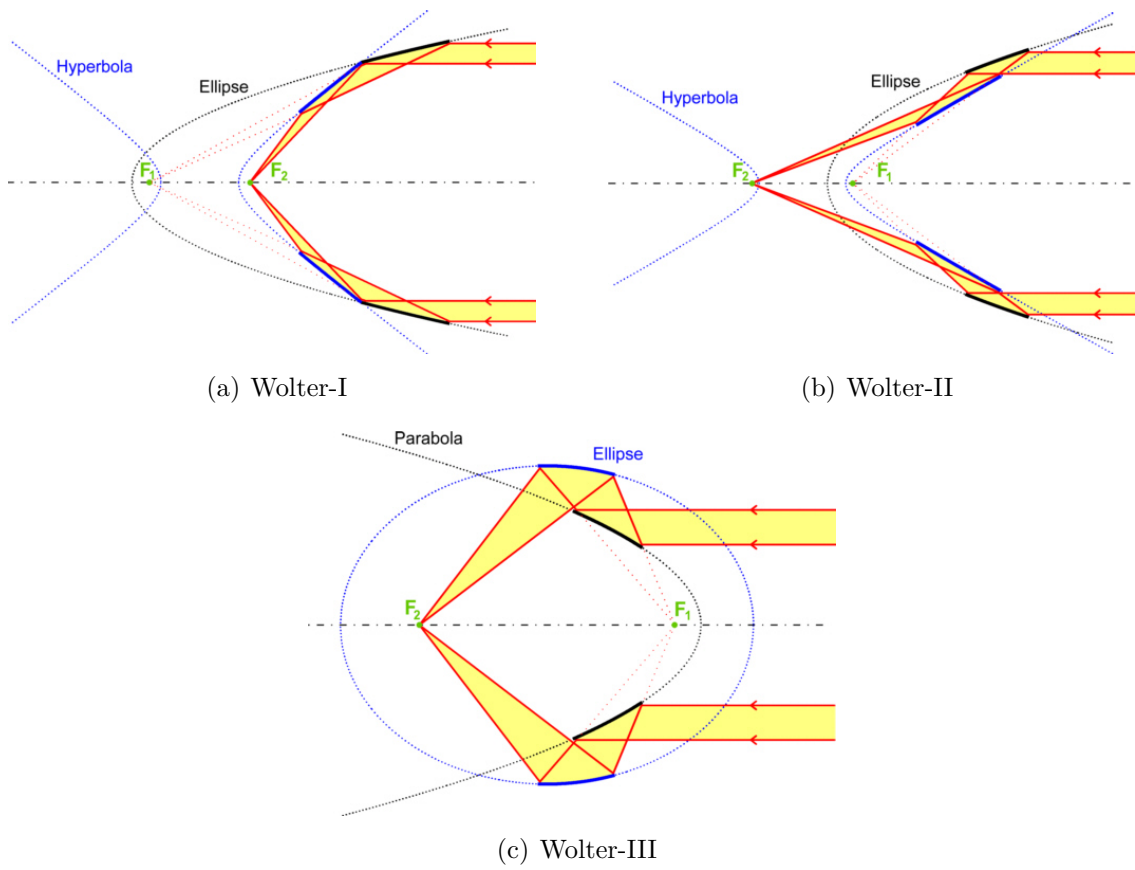 Hyperbola
Ellipse
F₁
F₂
(a) Wolter-I
Hyperbola
Ellipse
F₂
F₁
(b) Wolter-II
Parabola
Ellipse
F₂
F₁
(c) Wolter-III